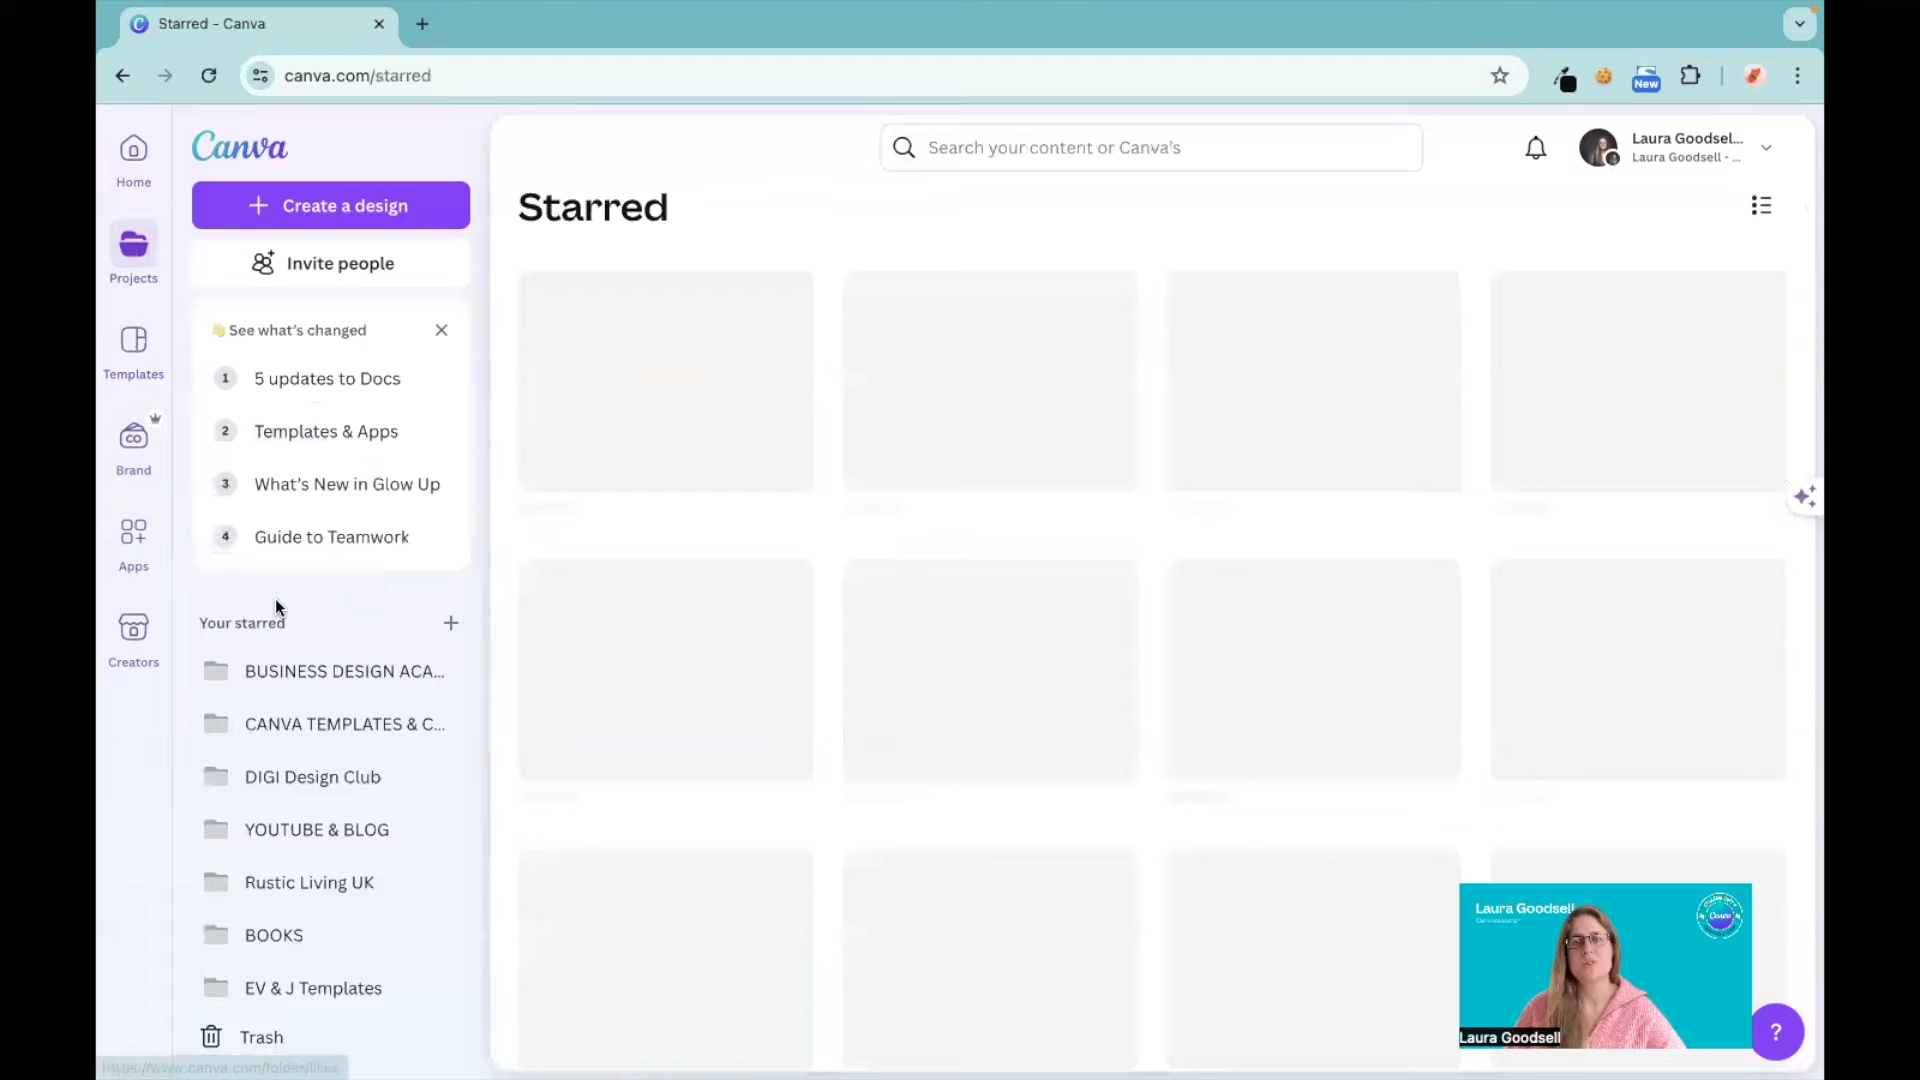 Starred - Canva
canva.com/starred
New
Canva
Search your content or Canva's
Laura Goodsel...
Laura Goodsell - ...
Home
Create a design
Starred
Projects
Invite people
See what's changed
1 5 updates to Docs
Templates
2 Templates & Apps
Brand
3 What's New in Glow Up
4 Guide to Teamwork
Apps
Your starred
Creators
BUSINESS DESIGN ACA...
CANVA TEMPLATES & C...
DIGI Design Club
YOUTUBE & BLOG
Rustic Living UK
BOOKS
EV & J Templates
Trash
Laura Goodsell
Canva
Laura Goodsell
?